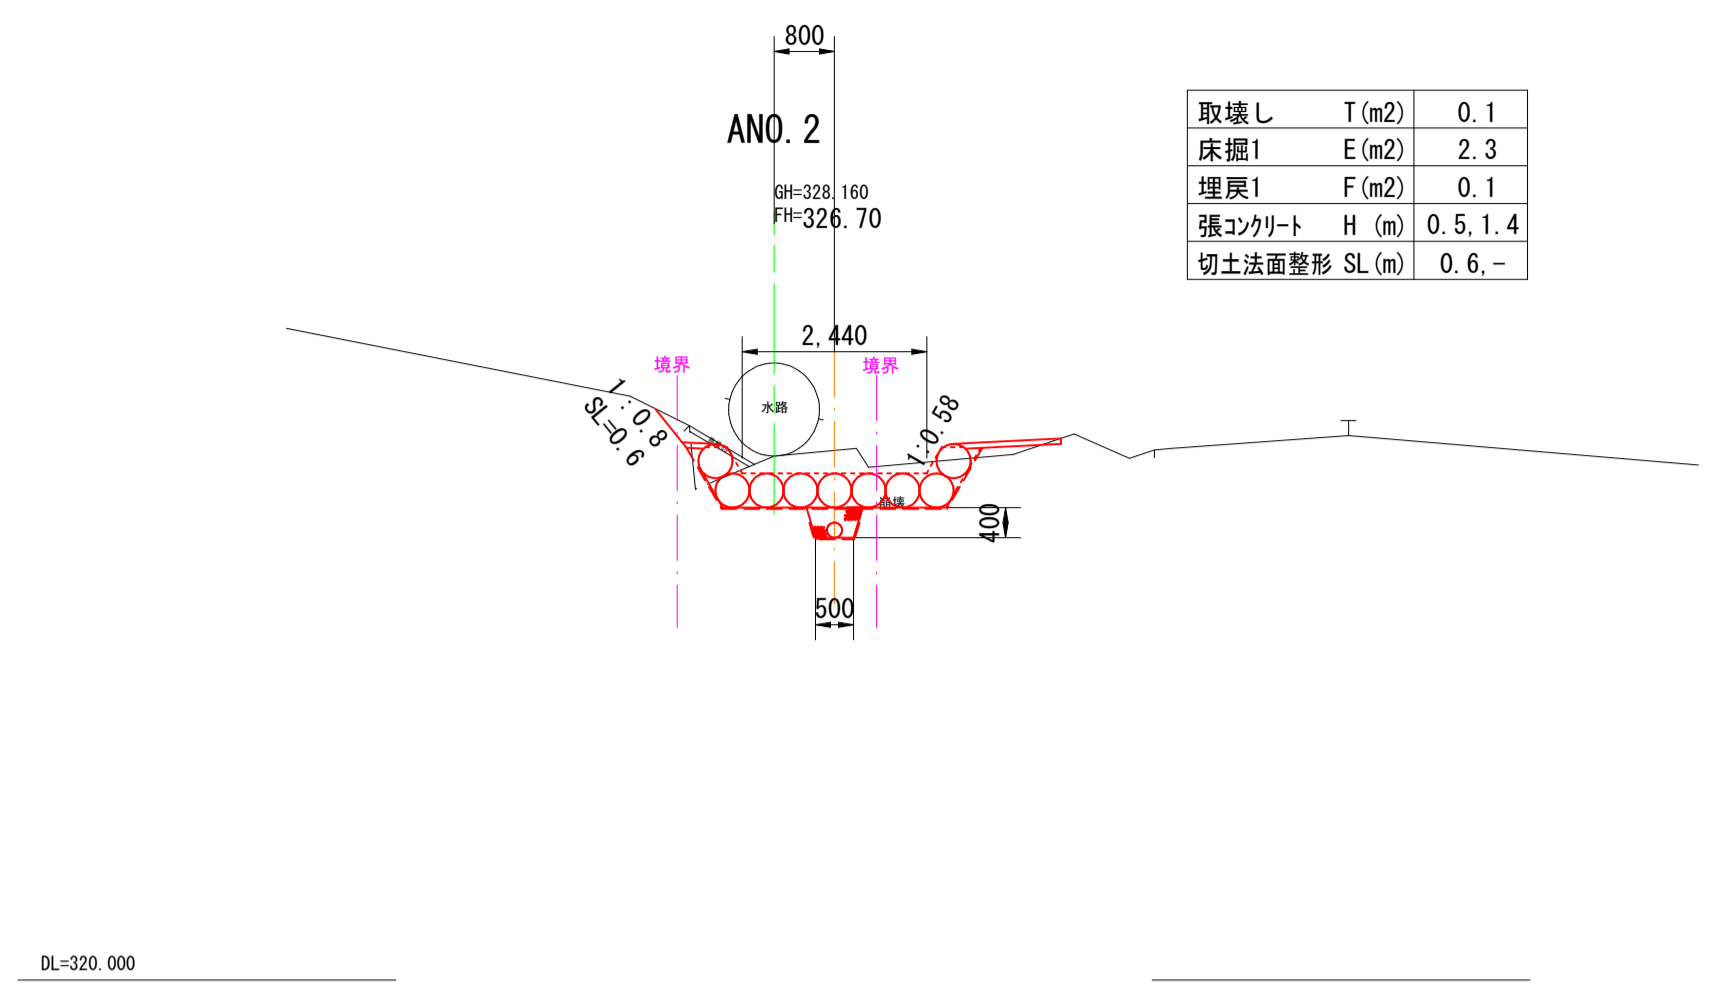 800
ANO.2
GH=328.160
FH=326.70
取壊し T(m2) 0.1
床掘1 E(m2) 2.3
埋戻1 F(m2) 0.1
張コンクリート H (m) 0.5,1.4
切土法面整形 SL(m) 0.6,-
2,440
境界
境界
水路
1:0.8
SL=0.6
1:0.58
崩壊
400
500
DL=320.000